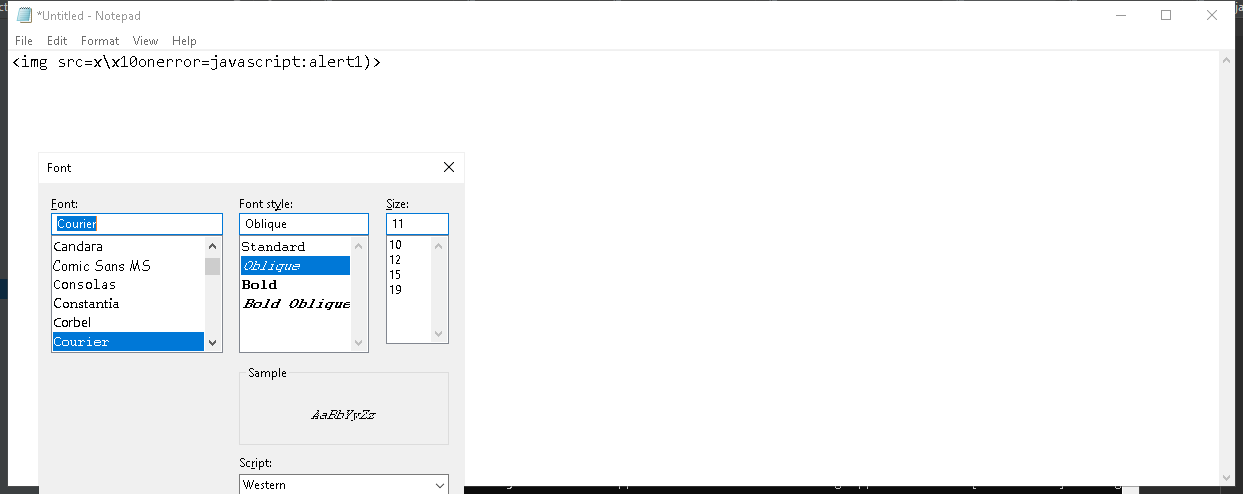 *Untitled - Notepad
File Edit Format View Help
<img src=x\x10onerror=javascript:alert1)>
Font
Font: Font style: Size:
Courier Oblique 11
Candara Standard 10
Comic Sans MS Oblique 12
Consolas Bold 15
Constantia Bold Oblique 19
Corbel
Courier
Sample
AaBbYyZz
Script:
Western